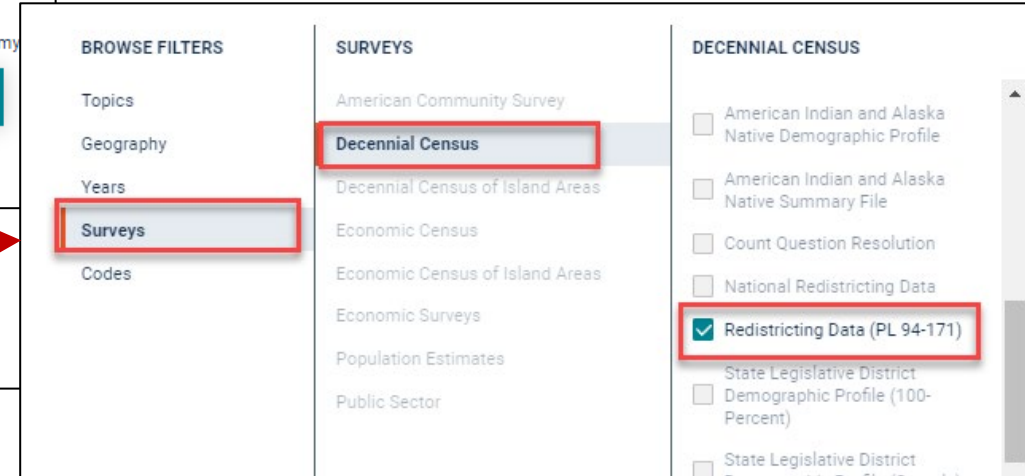 my
BROWSE FILTERS
Topics
Geography
Years
Surveys
Codes
SURVEYS
American Community Survey
Decennial Census
Decennial Census of Island Areas
Economic Census
Economic Census of Island Areas
Economic Surveys
Population Estimates
Public Sector
DECENNIAL CENSUS
American Indian and Alaska
Native Demographic Profile
American Indian and Alaska
Native Summary File
Count Question Resolution
National Redistricting Data
Redistricting Data (PL 94-171)
State Legislative District
Demographic Profile (100-
Percent)
State Legislative District